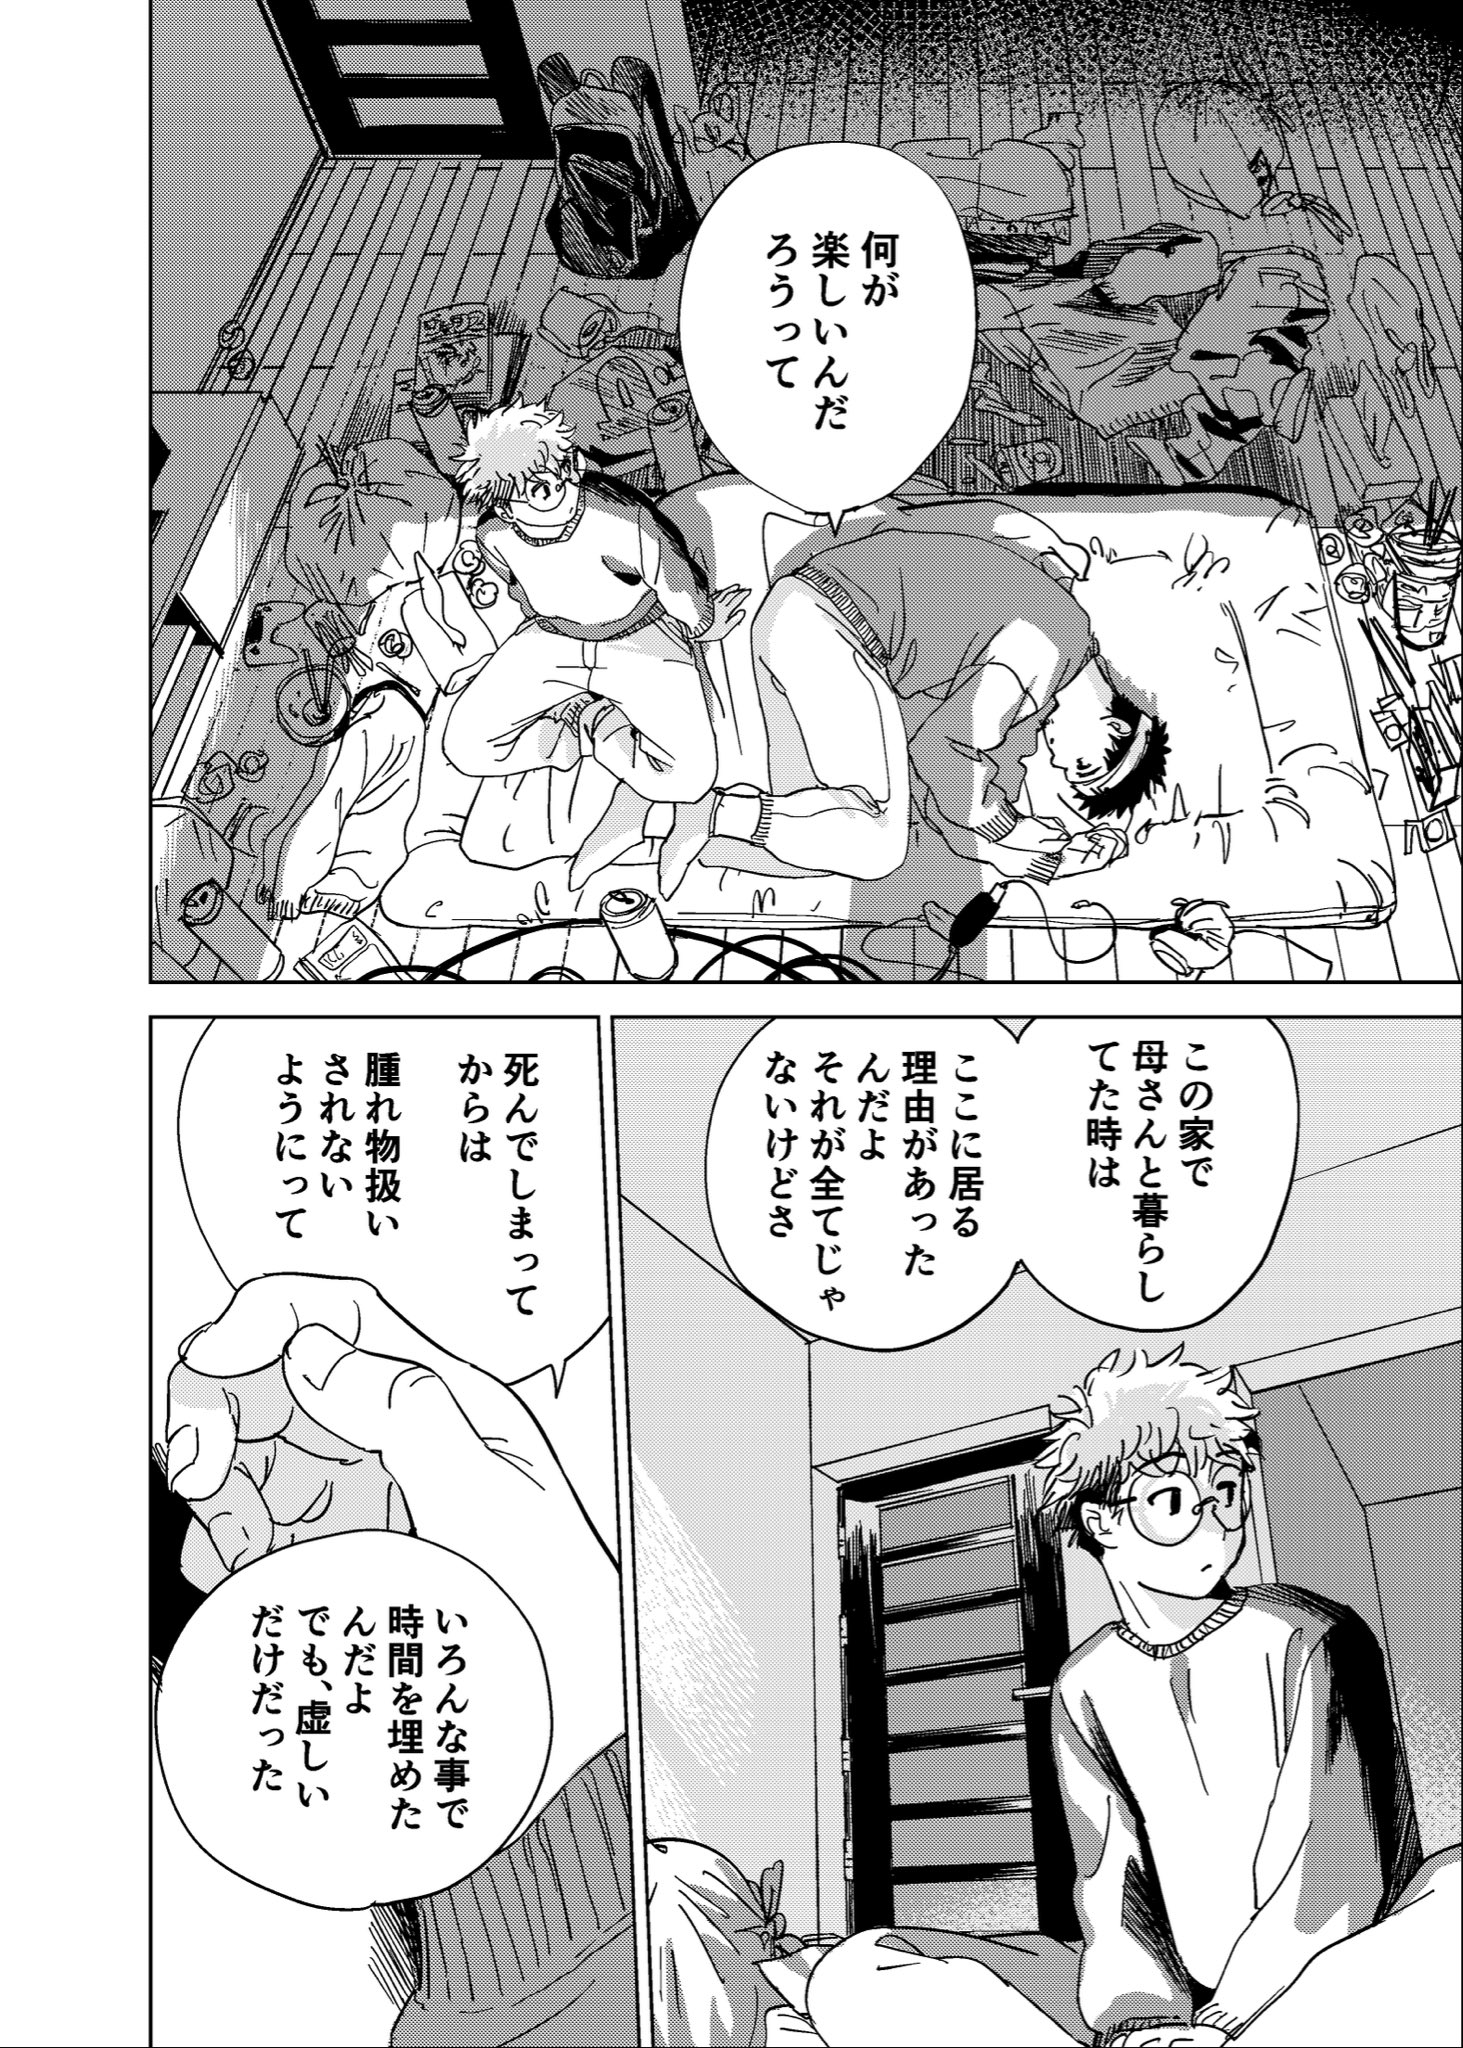 何が
楽しいんだ
ろうって
この家で
母さんと暮らし
てた時は
ここに居る
理由があった
んだよ
それが全てじゃ
ないけどさ
死んでしまって
からは
腫れ物扱い
されない
ようにって
いろんな事で
時間を埋めた
んだよ
でも、虚しい
だけだった